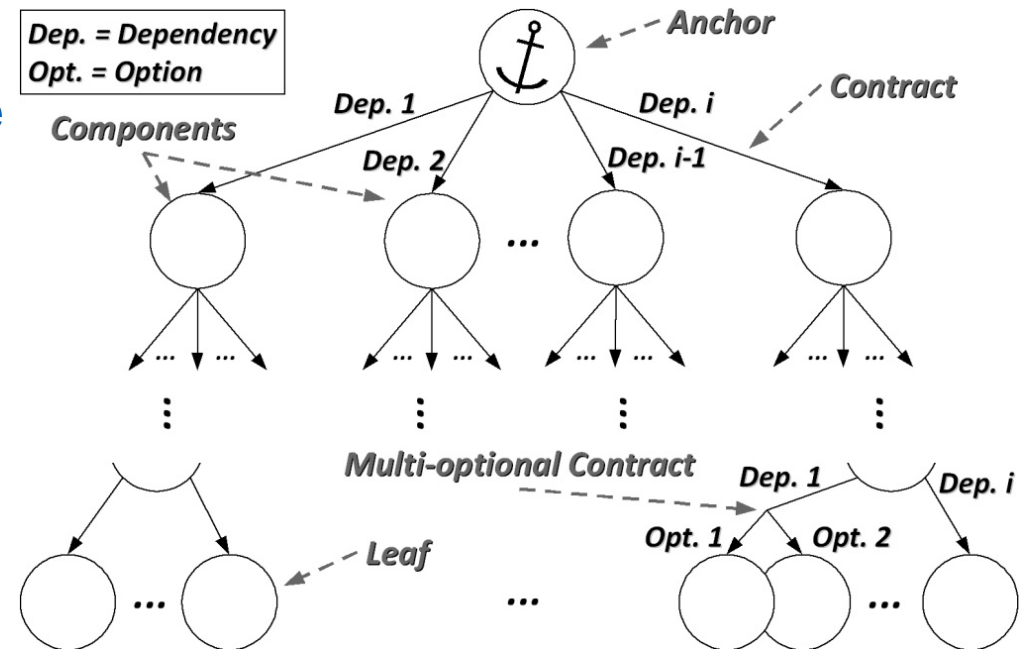 Dep. = Dependency
Opt. = Option
Anchor
Contract
Components
Dep. 1
Dep. i
Dep. 2
Dep. i-1
...
... ... ... ... ... ... ... ...
Multi-optional Contract
Dep. 1
Dep. i
Opt. 1
Opt. 2
Leaf
... ... ...